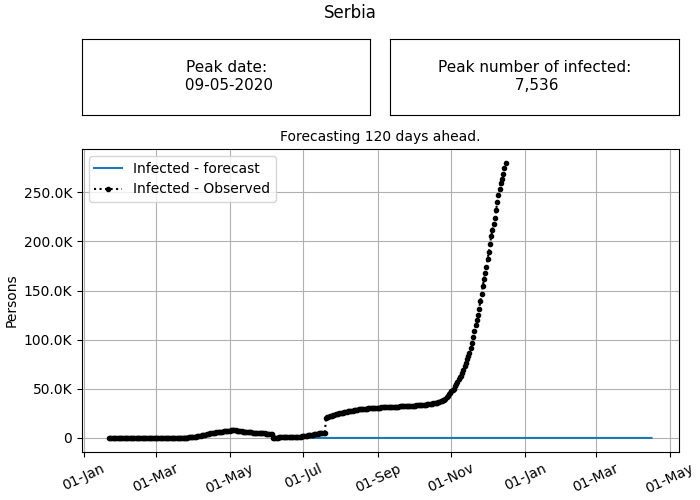 Serbia
Peak date:
09-05-2020
Peak number of infected:
7,536
Forecasting 120 days ahead.
Infected - forecast
Infected - Observed
Persons
250.0K
200.0K
150.0K
100.0K
50.0K
0
01-Jan
01-Mar
01-May
01-Jul
01-Sep
01-Nov
01-Jan
01-Mar
01-May